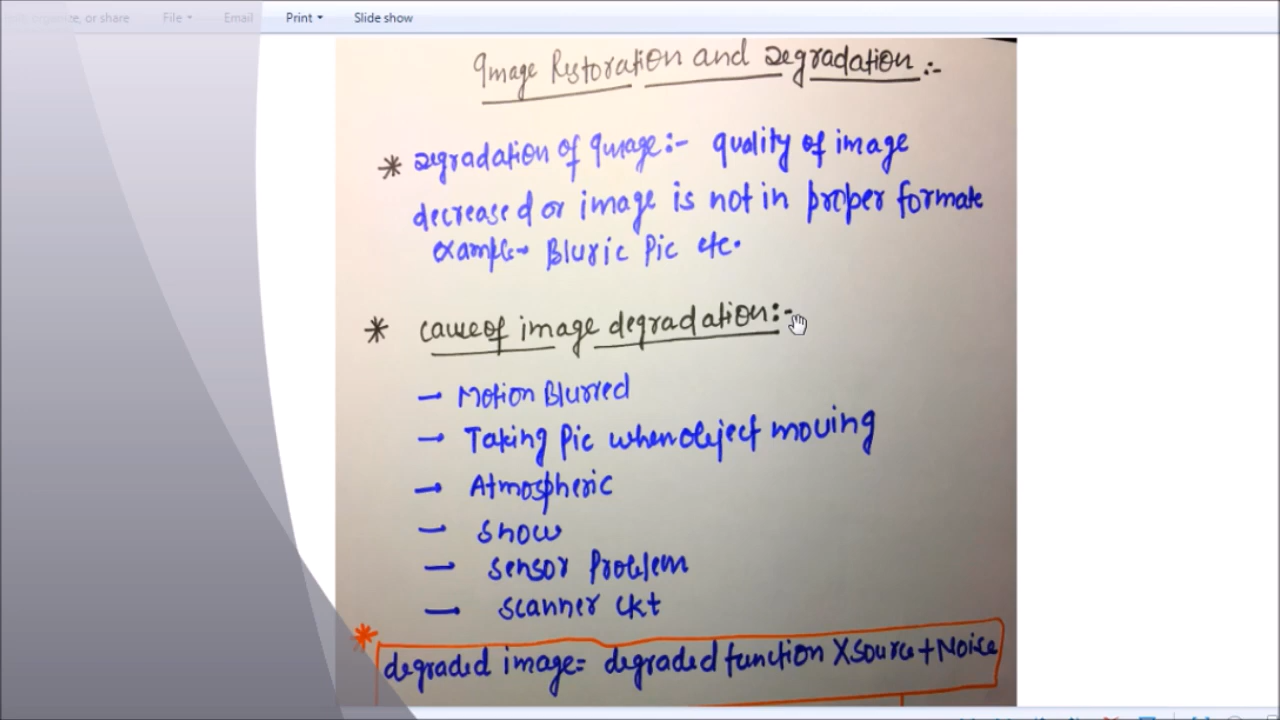 organize, or share File Email Print Slide show
Image Restoration and Degradation :-
* Degradation of Image :- quality of image
decreased or image is not in proper formate
example→ Bluric Pic etc.
* cause of image degradation :-
→ Motion Blurred
→ Taking Pic when object moving
→ Atmospheric
→ Snow
→ Sensor Problem
→ Scanner ckt
* degraded image = degraded function X Source + Noise